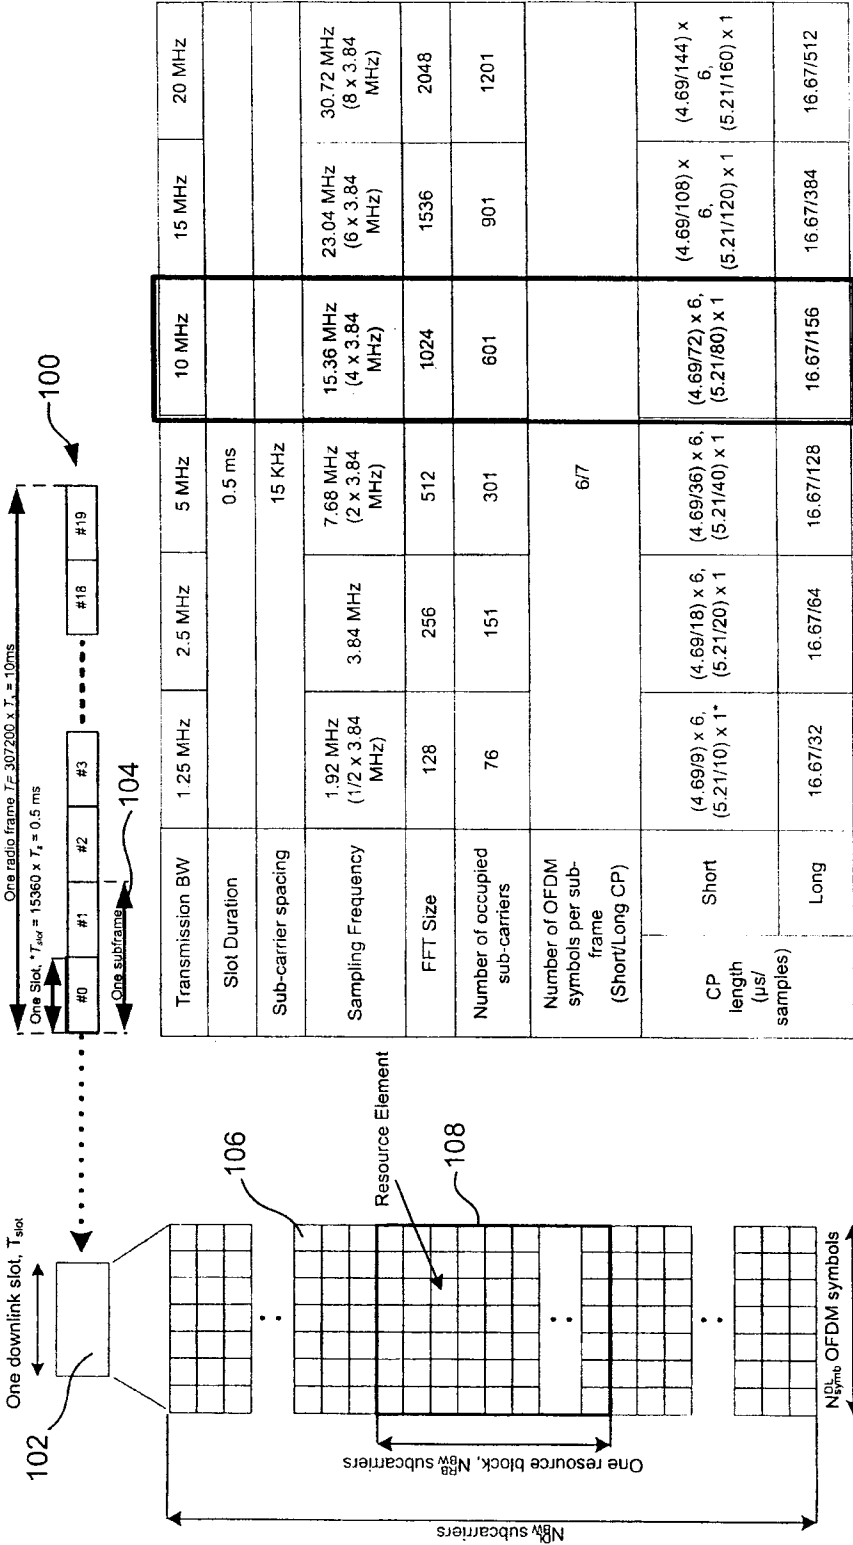 One radio frame Tf= 307200 x Ts = 10ms
One Slot, *Tslot = 15360 x Ts = 0.5 ms
#0
#1
#2
#3
#18
#19
One subframe
100
104
One downlink slot, Tslot
102
106
Resource Element
108
One resource block, N RB BW subcarriers
N DL BW subcarriers
N DL symb OFDM symbols
Transmission BW
1.25 MHz
2.5 MHz
5 MHz
10 MHz
15 MHz
20 MHz
Slot Duration
0.5 ms
Sub-carrier spacing
15 KHz
Sampling Frequency
1.92 MHz
(1/2 x 3.84
MHz)
3.84 MHz
7.68 MHz
(2 x 3.84
MHz)
15.36 MHz
(4 x 3.84
MHz)
23.04 MHz
(6 x 3.84
MHz)
30.72 MHz
(8 x 3.84
MHz)
FFT Size
128
256
512
1024
1536
2048
Number of occupied
sub-carriers
76
151
301
601
901
1201
Number of OFDM
symbols per sub-
frame
(Short/Long CP)
6/7
CP
length
(µs/
samples)
Short
(4.69/9) x 6,
(5.21/10) x 1*
(4.69/18) x 6,
(5.21/20) x 1
(4.69/36) x 6,
(5.21/40) x 1
(4.69/72) x 6,
(5.21/80) x 1
(4.69/108) x
6,
(5.21/120) x 1
(4.69/144) x
6,
(5.21/160) x 1
Long
16.67/32
16.67/64
16.67/128
16.67/156
16.67/384
16.67/512